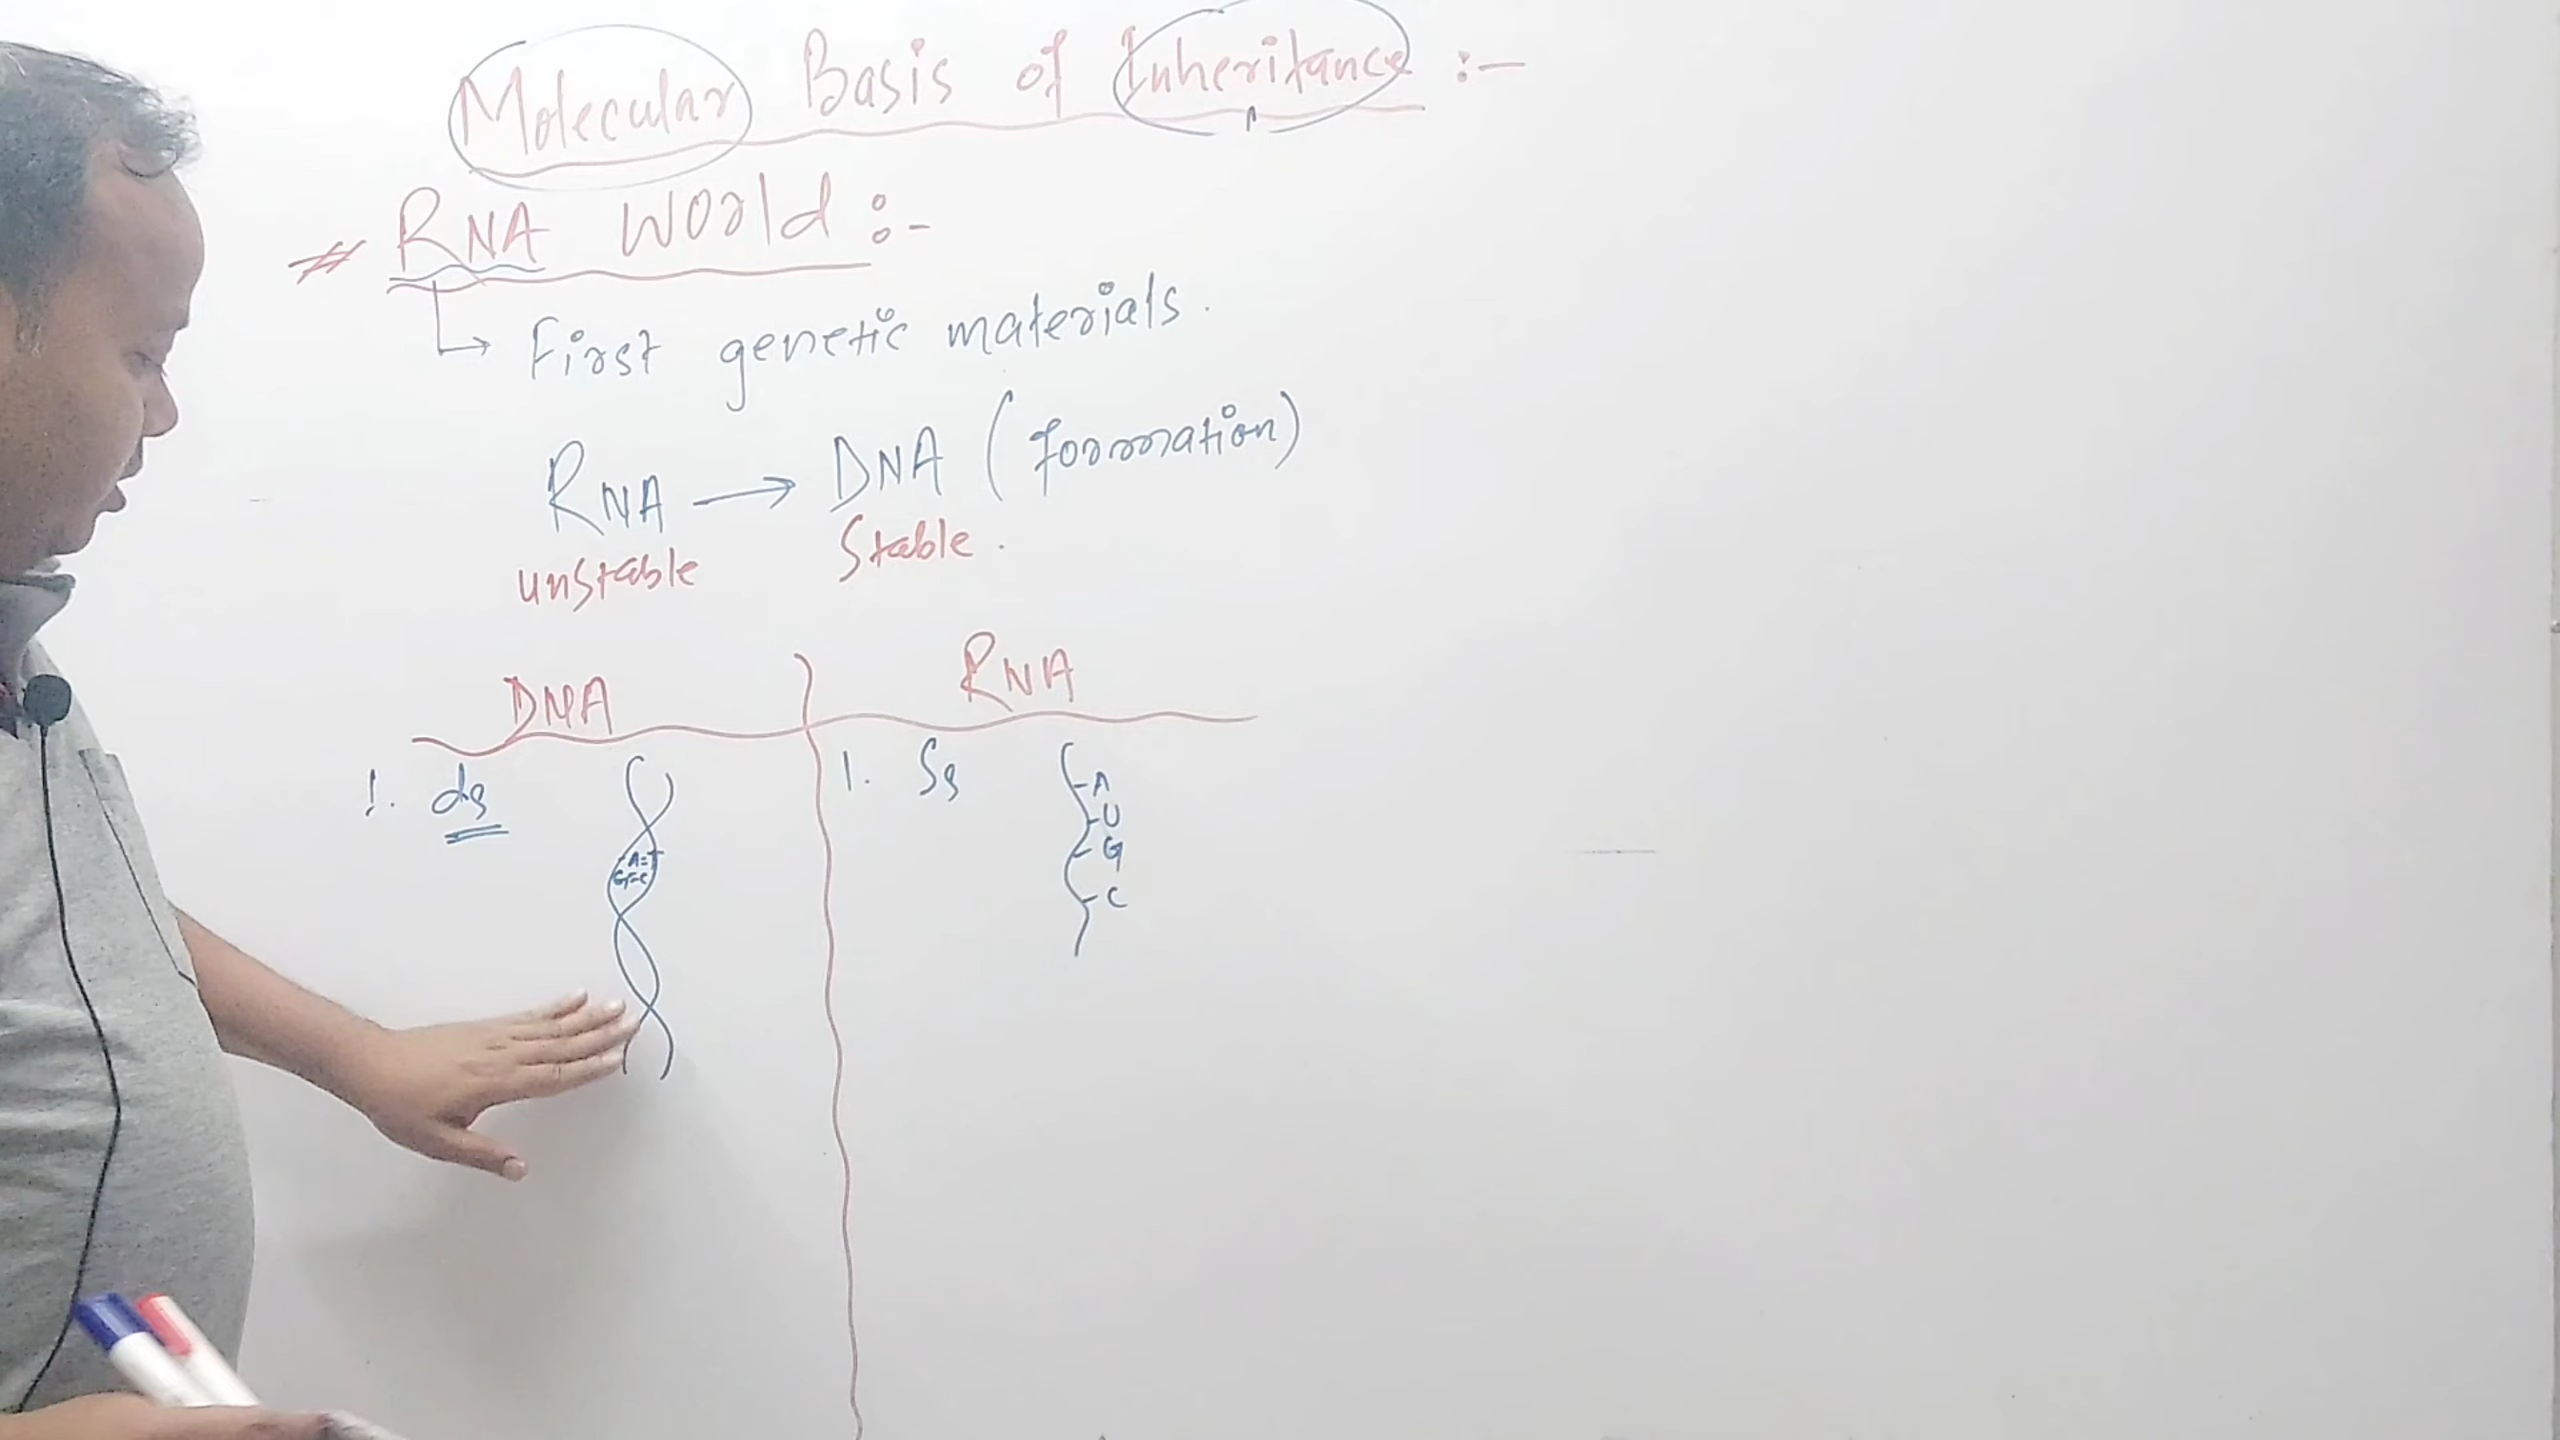 Molecular Basis of Inheritance :-
# RNA World :-
↳ First genetic materials.
RNA → DNA (formation)
unstable Stable.
DNA RNA
1. ds 1. Ss
A
U
G
C
A=T
G≡C